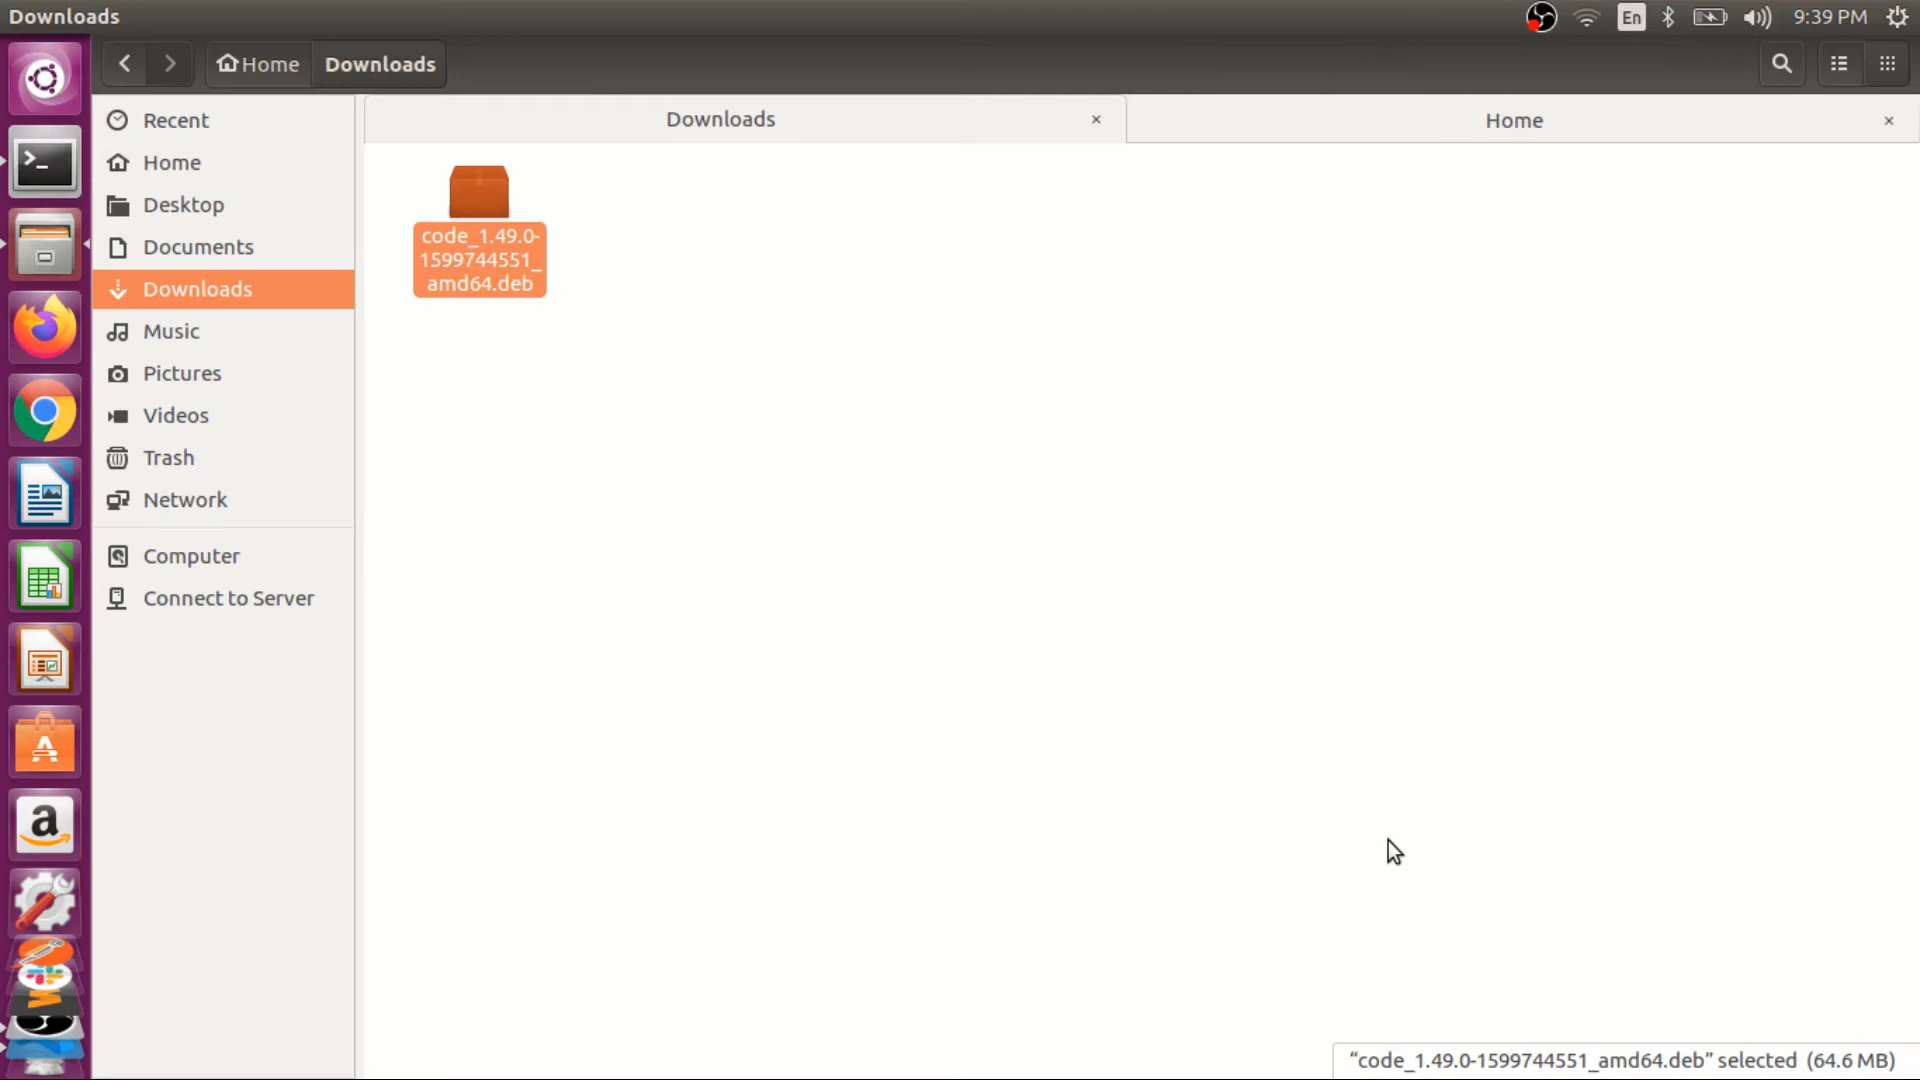 Downloads
En
9:39 PM
Home
Downloads
Recent
Home
Desktop
Documents
Downloads
Music
Pictures
Videos
Trash
Network
Computer
Connect to Server
Downloads
Home
code_1.49.0-
1599744551_
amd64.deb
“code_1.49.0-1599744551_amd64.deb” selected (64.6 MB)